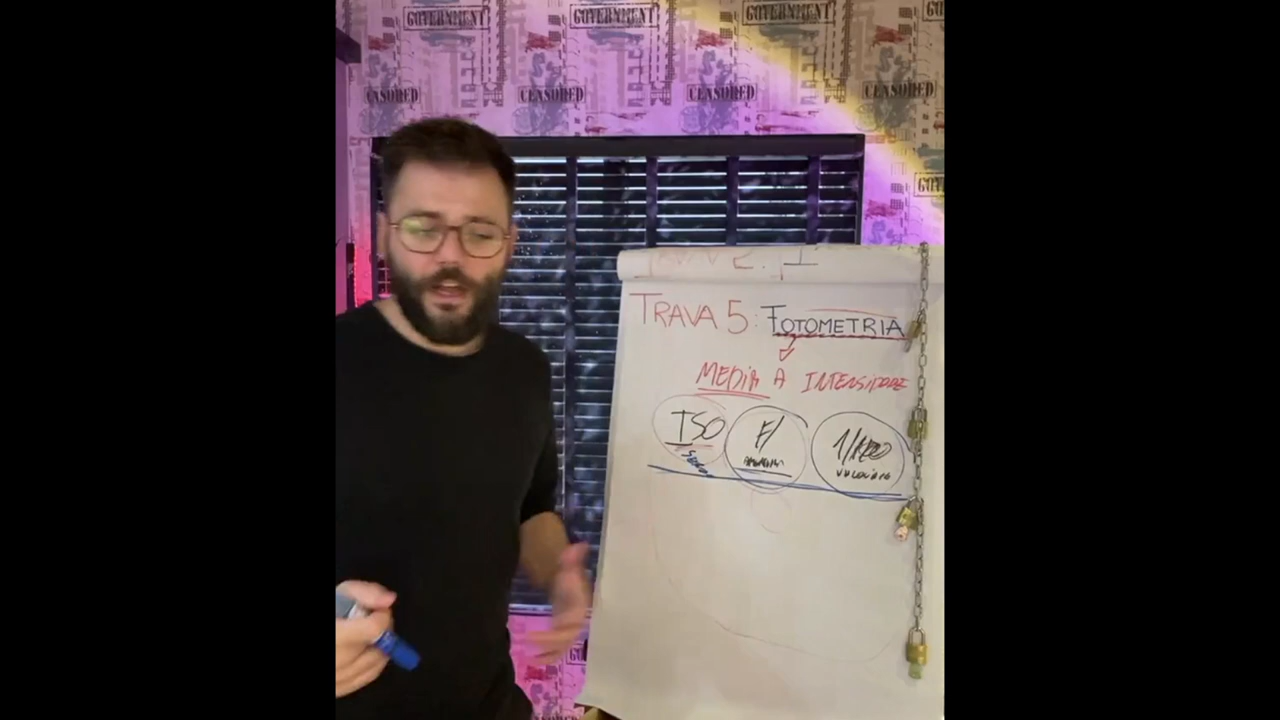 GOVERNMENT GOVERNMENT GOVERNMENT
CENSORED CENSORED CENSORED CENSORED
TRAVA 5: FOTOMETRIA
MEDIR A INTENSIDADE
ISO F/